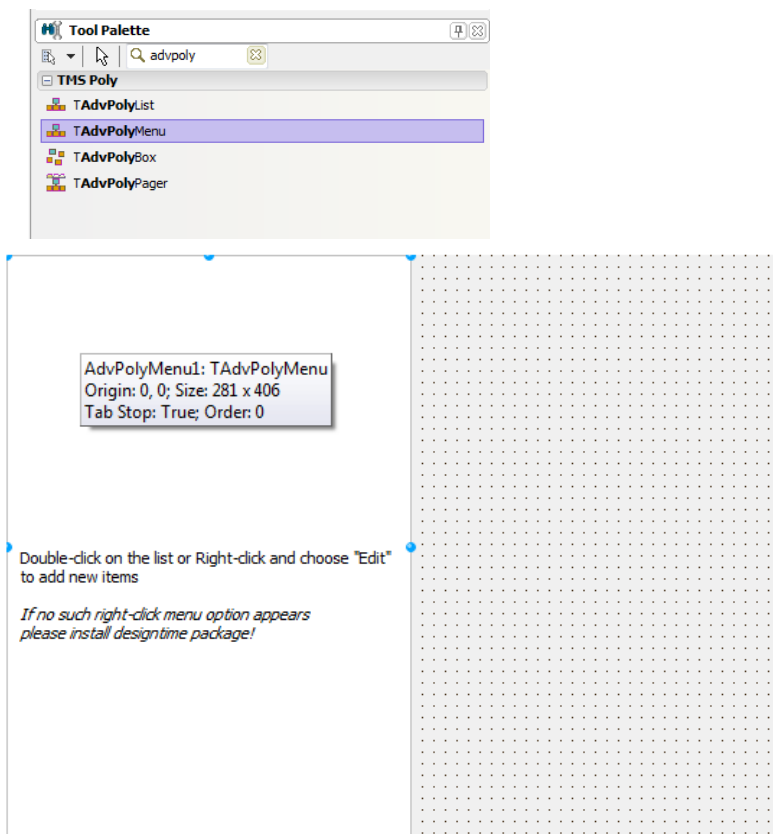 Tool Palette
advpoly
TMS Poly
TAdvPolyList
TAdvPolyMenu
TAdvPolyBox
TAdvPolyPager
AdvPolyMenu1: TAdvPolyMenu
Origin: 0, 0; Size: 281 x 406
Tab Stop: True; Order: 0
Double-click on the list or Right-click and choose "Edit"
to add new items
If no such right-click menu option appears
please install designtime package!